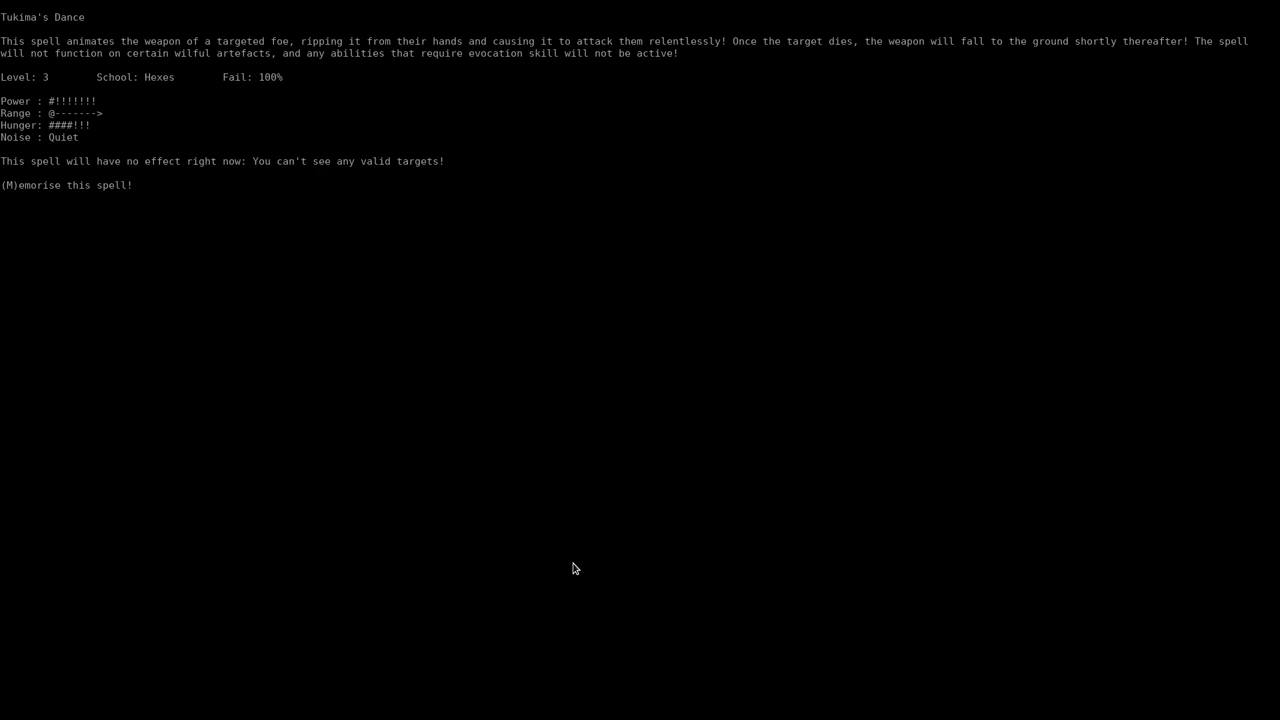 Tukima's Dance
This spell animates the weapon of a targeted foe, ripping it from their hands and causing it to attack them relentlessly! Once the target dies, the weapon will fall to the ground shortly thereafter! The spell
will not function on certain wilful artefacts, and any abilities that require evocation skill will not be active!
Level: 3        School: Hexes        Fail: 100%
Power : #!!!!!!!
Range : @------->
Hunger: ####!!!
Noise : Quiet
This spell will have no effect right now: You can't see any valid targets!
(M)emorise this spell!